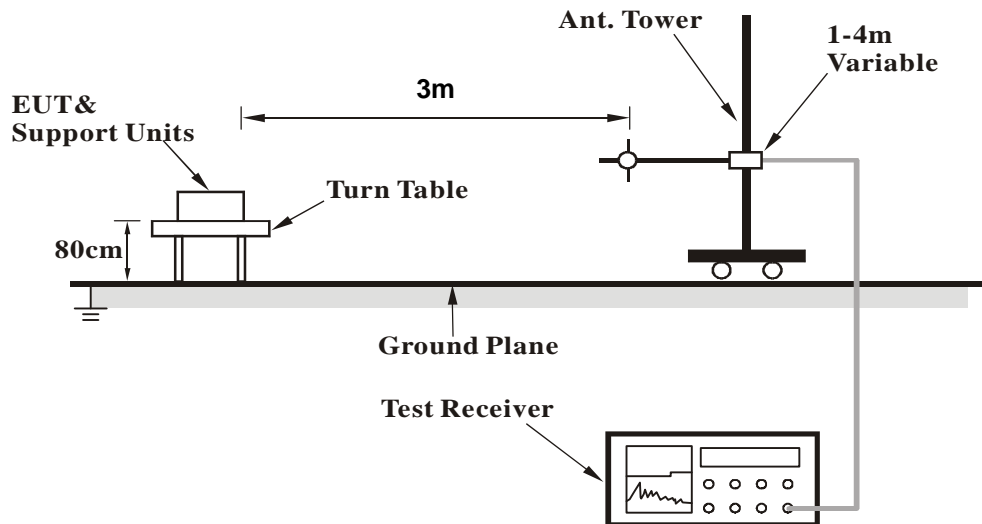 Ant. Tower
1-4m
Variable
3m
EUT&
Support Units
Turn Table
80cm
Ground Plane
Test Receiver